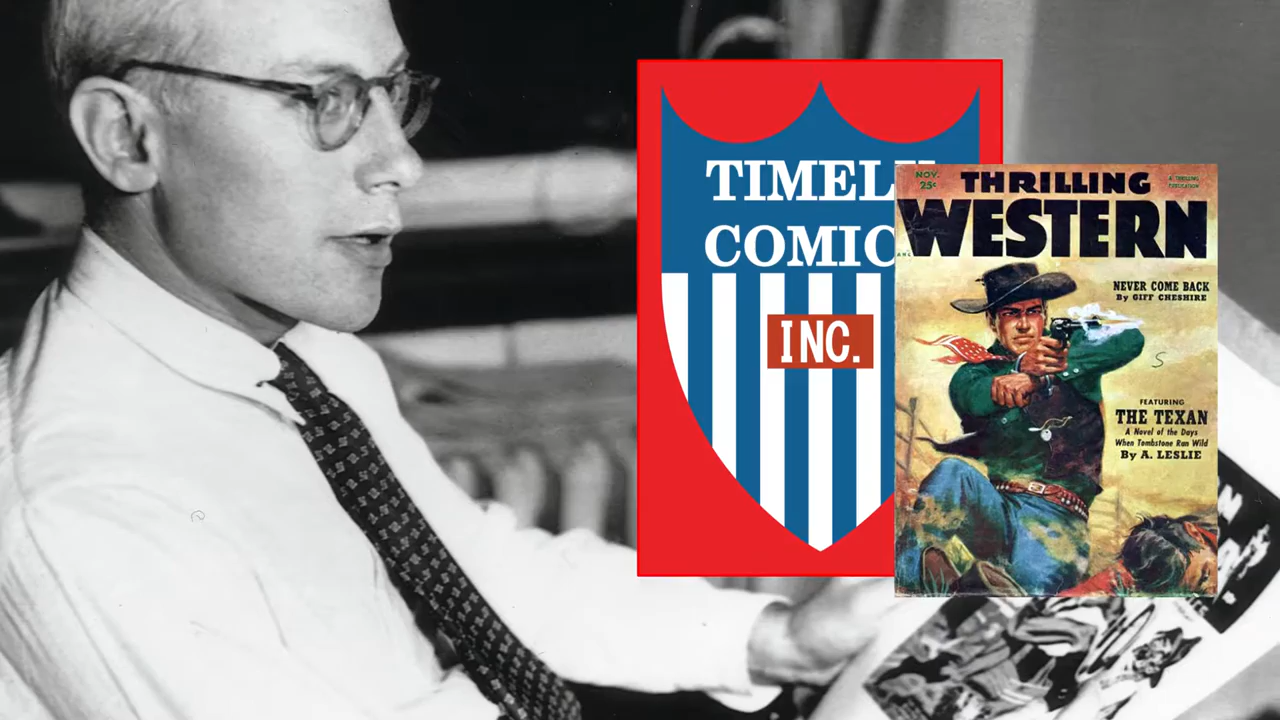 TIMEL
COMIC
INC.
NOV.
25¢
THRILLING
A THRILLING
PUBLICATION
WESTERN
NEVER COME BACK
By GIFF CHESHIRE
S
FEATURING
THE TEXAN
A Novel of the Days
When Tombstone Ran Wild
By A. LESLIE